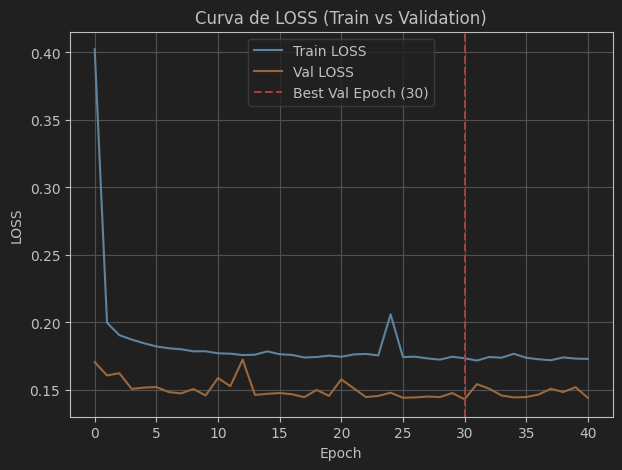 Curva de LOSS (Train vs Validation)
Train LOSS
Val LOSS
Best Val Epoch (30)
0.40
0.35
0.30
0.25
0.20
0.15
LOSS
0 5 10 15 20 25 30 35 40
Epoch